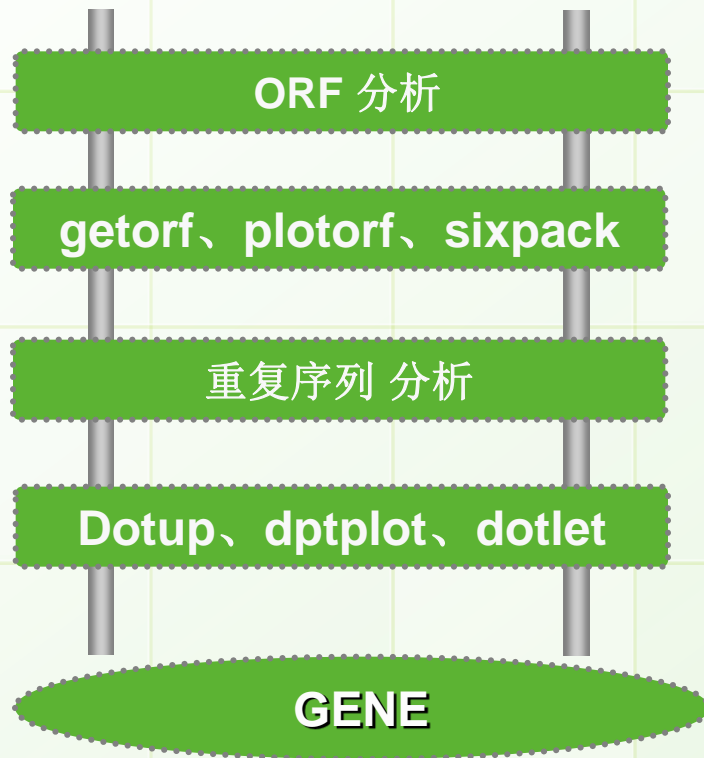 ORF 分析
getorf、plotorf、sixpack
重复序列 分析
Dotup、dptplot、dotlet
GENE